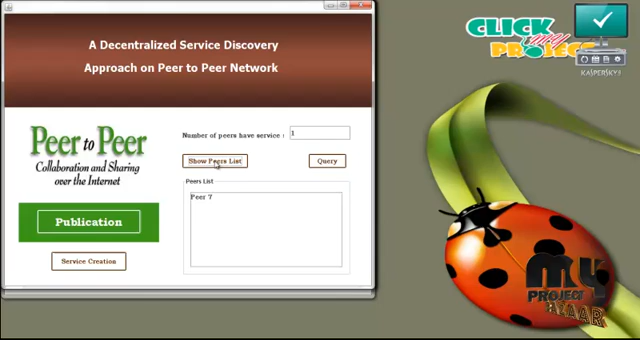 A Decentralized Service Discovery
Approach on Peer to Peer Network
Number of peers have service :
1
Show Peers List
Query
Peers List
Peer 7
Peer to Peer
Collaboration and Sharing
over the Internet
Publication
Service Creation
CLICK
my
PROJECT
KASPERSKY3
my
PROJECT
BAZAAR